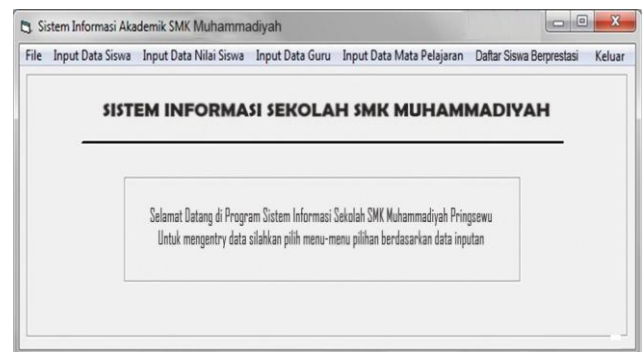 Sistem Informasi Akademik SMK Muhammadiyah
File Input Data Siswa Input Data Nilai Siswa Input Data Guru Input Data Mata Pelajaran Daftar Siswa Berprestasi Keluar
SISTEM INFORMASI SEKOLAH SMK MUHAMMADIYAH
Selamat Datang di Program Sistem Informasi Sekolah SMK Muhammadiyah Pringsewu
Untuk mengentry data silahkan pilih menu-menu pilihan berdasarkan data inputan